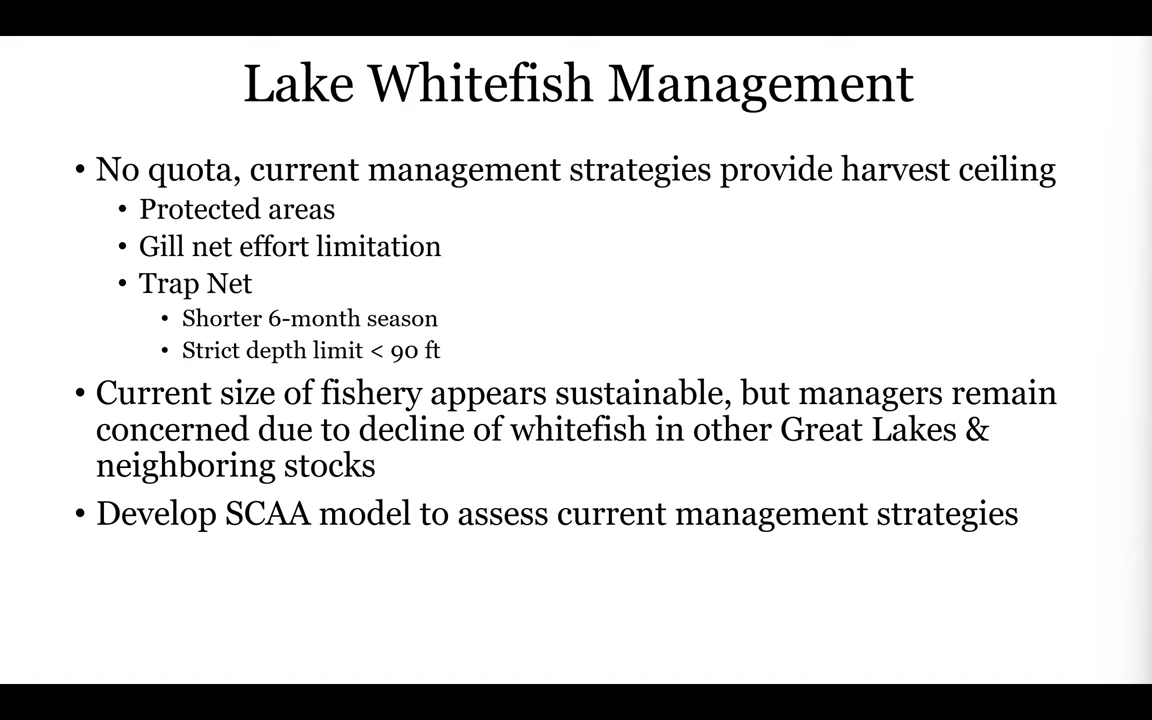 Lake Whitefish Management
• No quota, current management strategies provide harvest ceiling
• Protected areas
• Gill net effort limitation
• Trap Net
• Shorter 6-month season
• Strict depth limit < 90 ft
• Current size of fishery appears sustainable, but managers remain
concerned due to decline of whitefish in other Great Lakes &
neighboring stocks
• Develop SCAA model to assess current management strategies